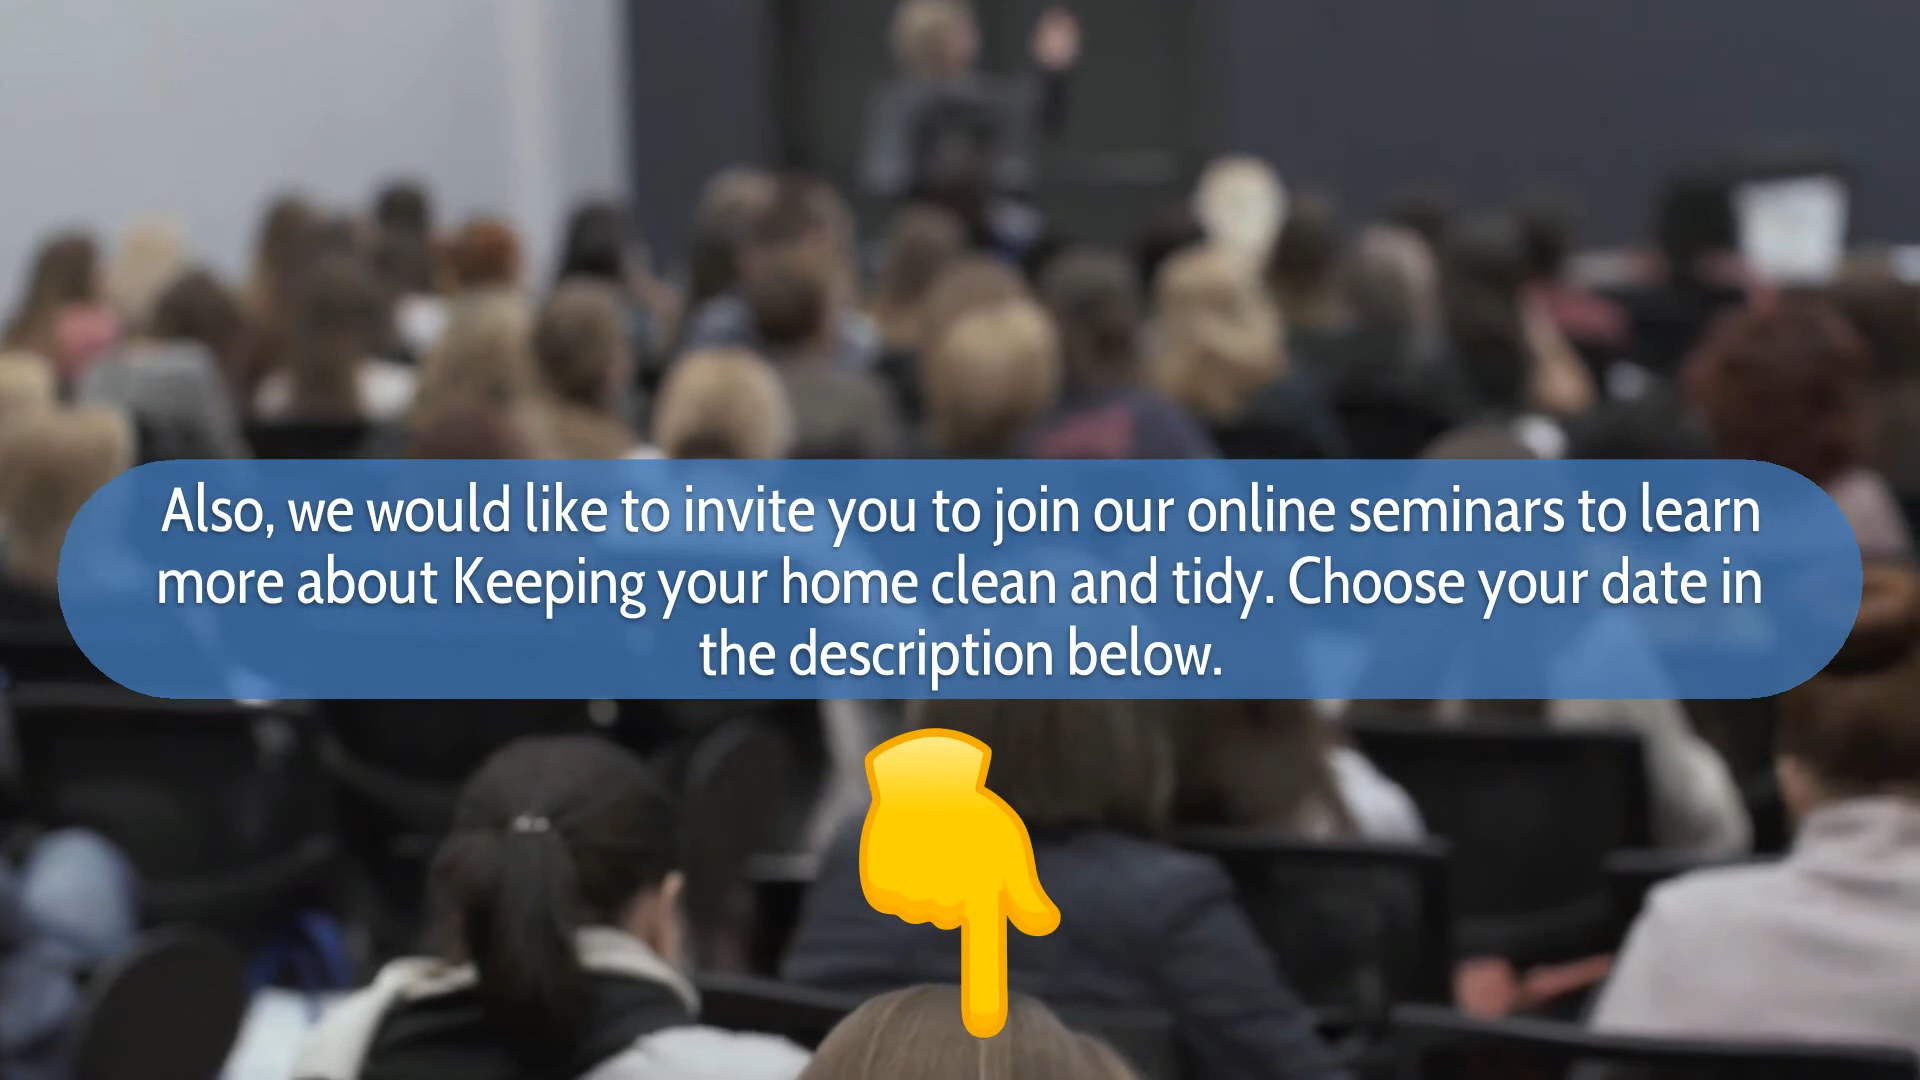 Also, we would like to invite you to join our online seminars to learn
more about Keeping your home clean and tidy. Choose your date in
the description below.